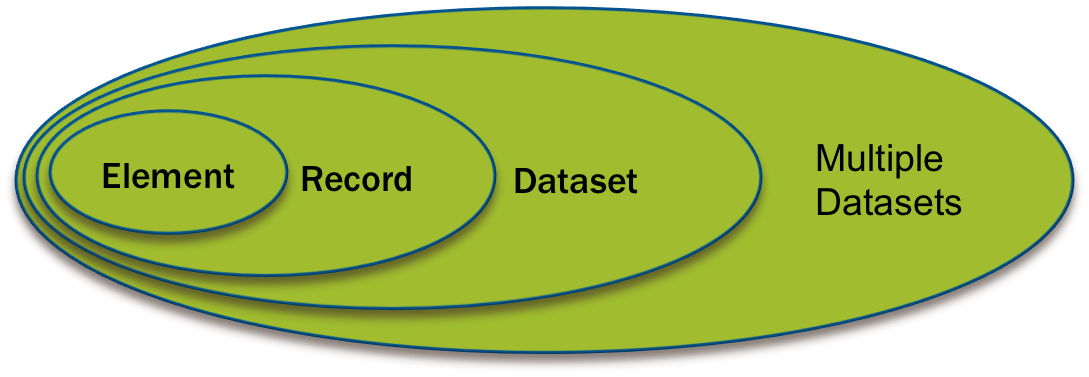 Element
Record
Dataset
Multiple
Datasets